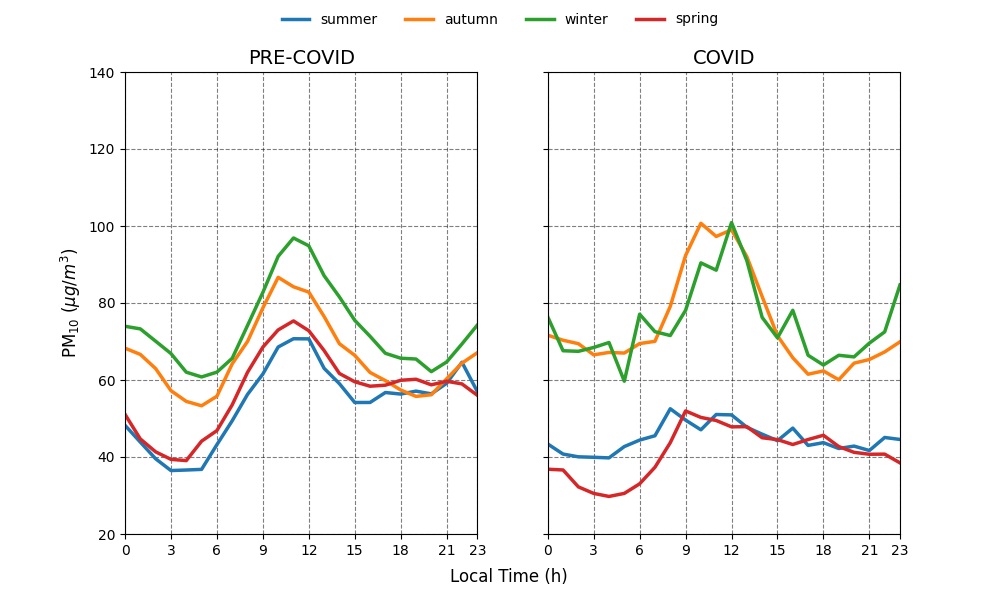 summer autumn winter spring
PRE-COVID COVID
140
120
100
80
60
40
20
PM₁₀ (μg/m³)
0 3 6 9 12 15 18 21 23 0 3 6 9 12 15 18 21 23
Local Time (h)